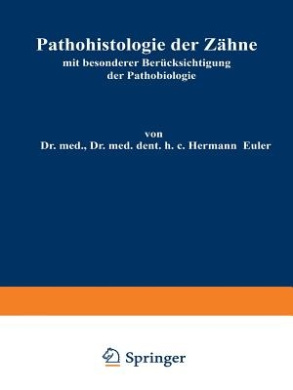 Pathohistologie der Zähne
mit besonderer Berücksichtigung
der Pathobiologie
von
Dr. med., Dr. med. dent. h. c. Hermann Euler
Springer